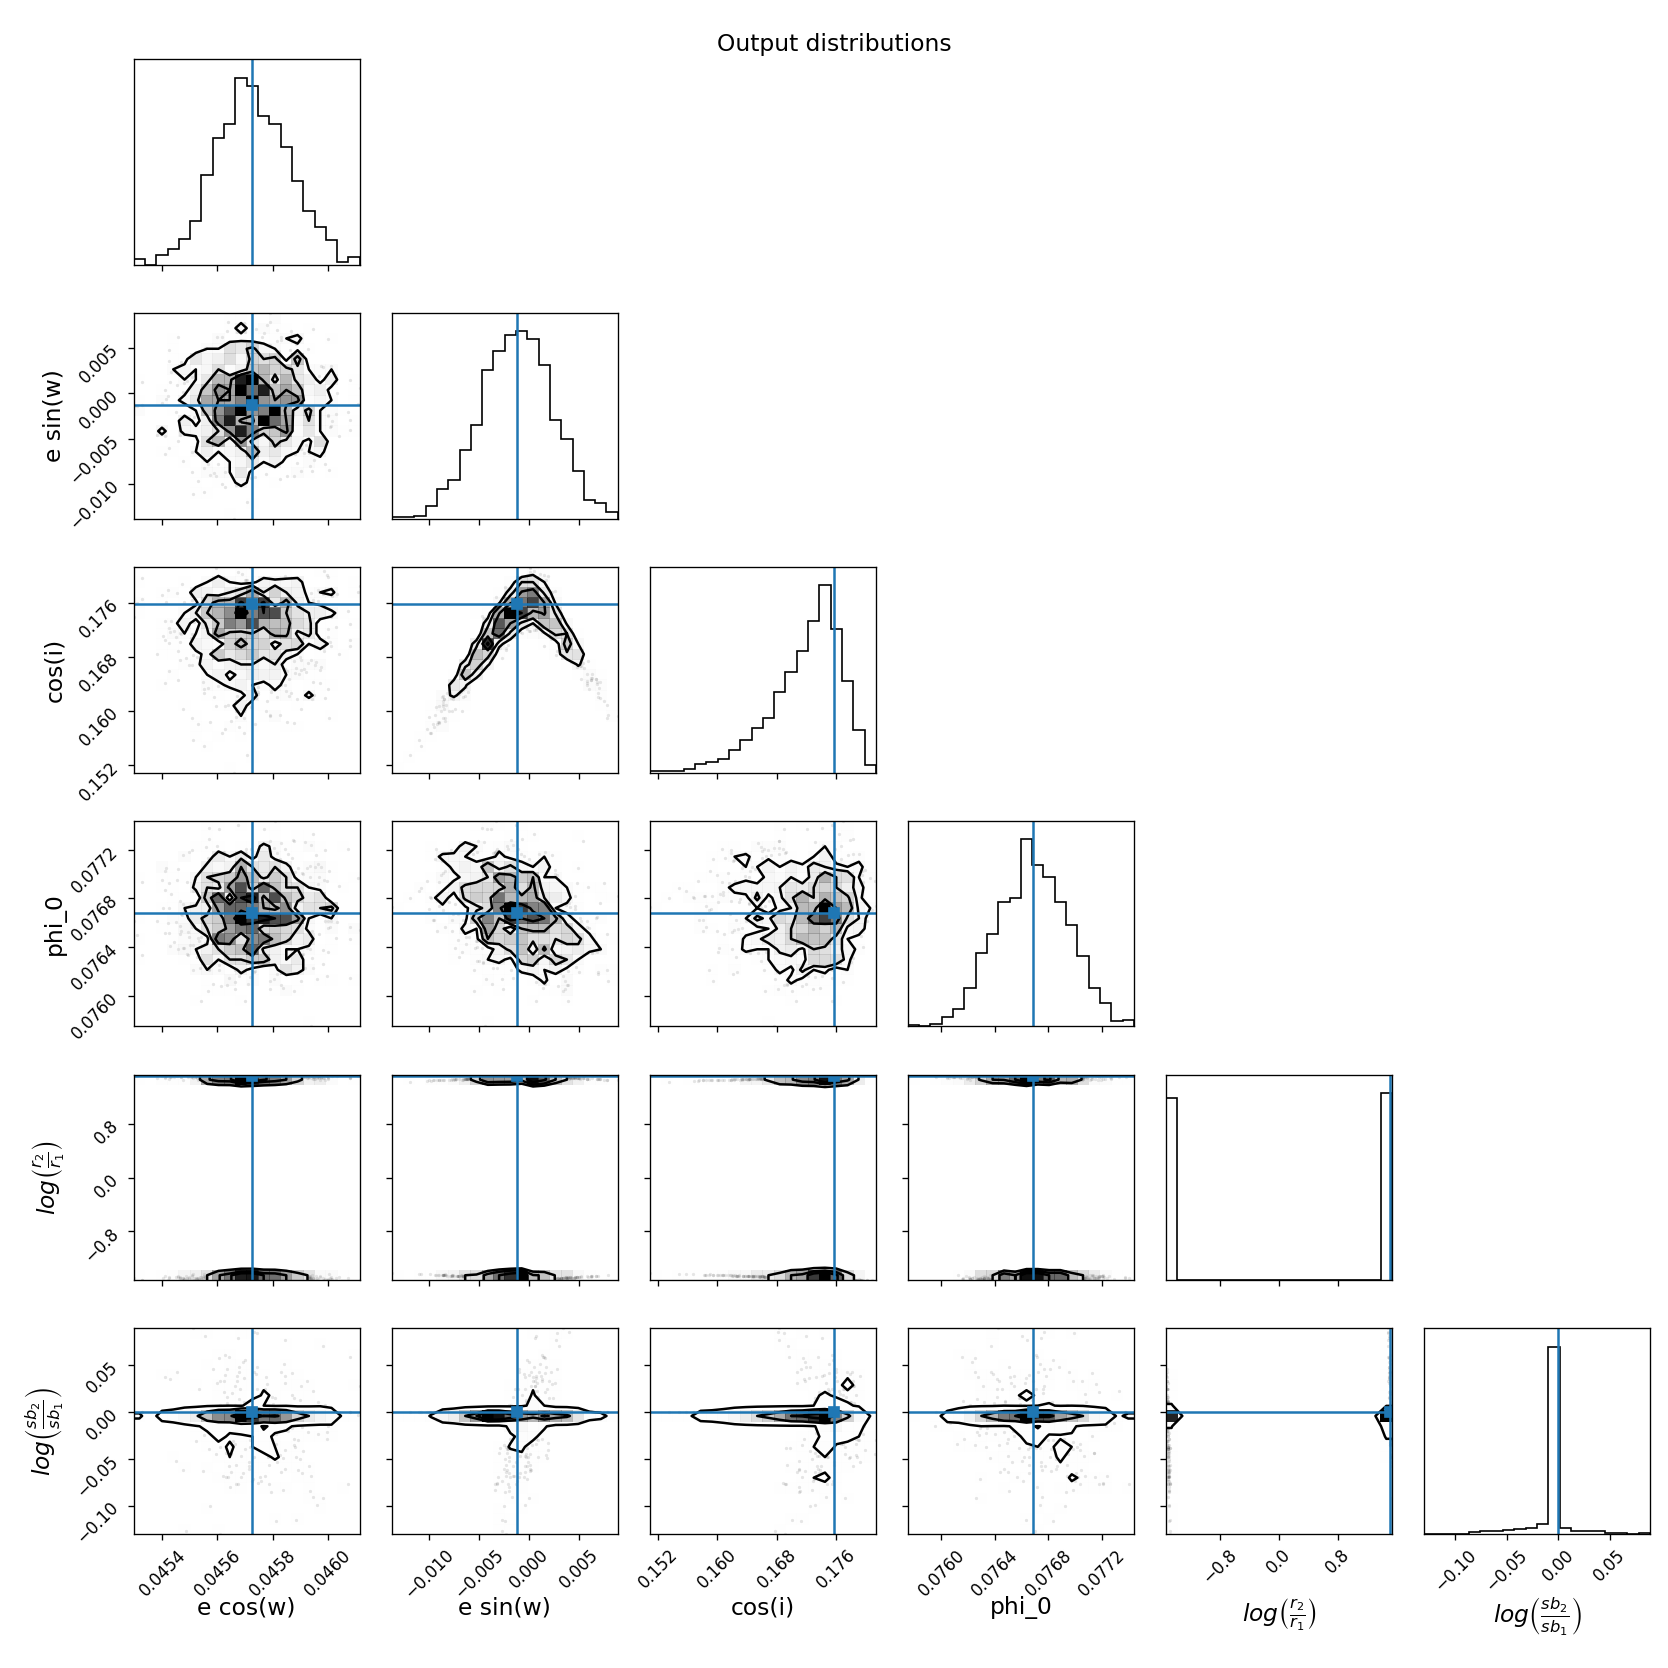 Output distributions
e sin(w)
0.005
0.000
−0.005
−0.010
cos(i)
0.176
0.168
0.160
0.152
phi_0
0.0772
0.0768
0.0764
0.0760
log(r₂/r₁)
0.8
0.0
−0.8
log(sb₂/sb₁)
0.05
0.00
−0.05
−0.10
0.0454 0.0456 0.0458 0.0460 −0.010 −0.005 0.000 0.005 0.152 0.160 0.168 0.176 0.0760 0.0764 0.0768 0.0772 −0.8 0.0 0.8 −0.10 −0.05 0.00 0.05
e cos(w) e sin(w) cos(i) phi_0 log(r₂/r₁) log(sb₂/sb₁)